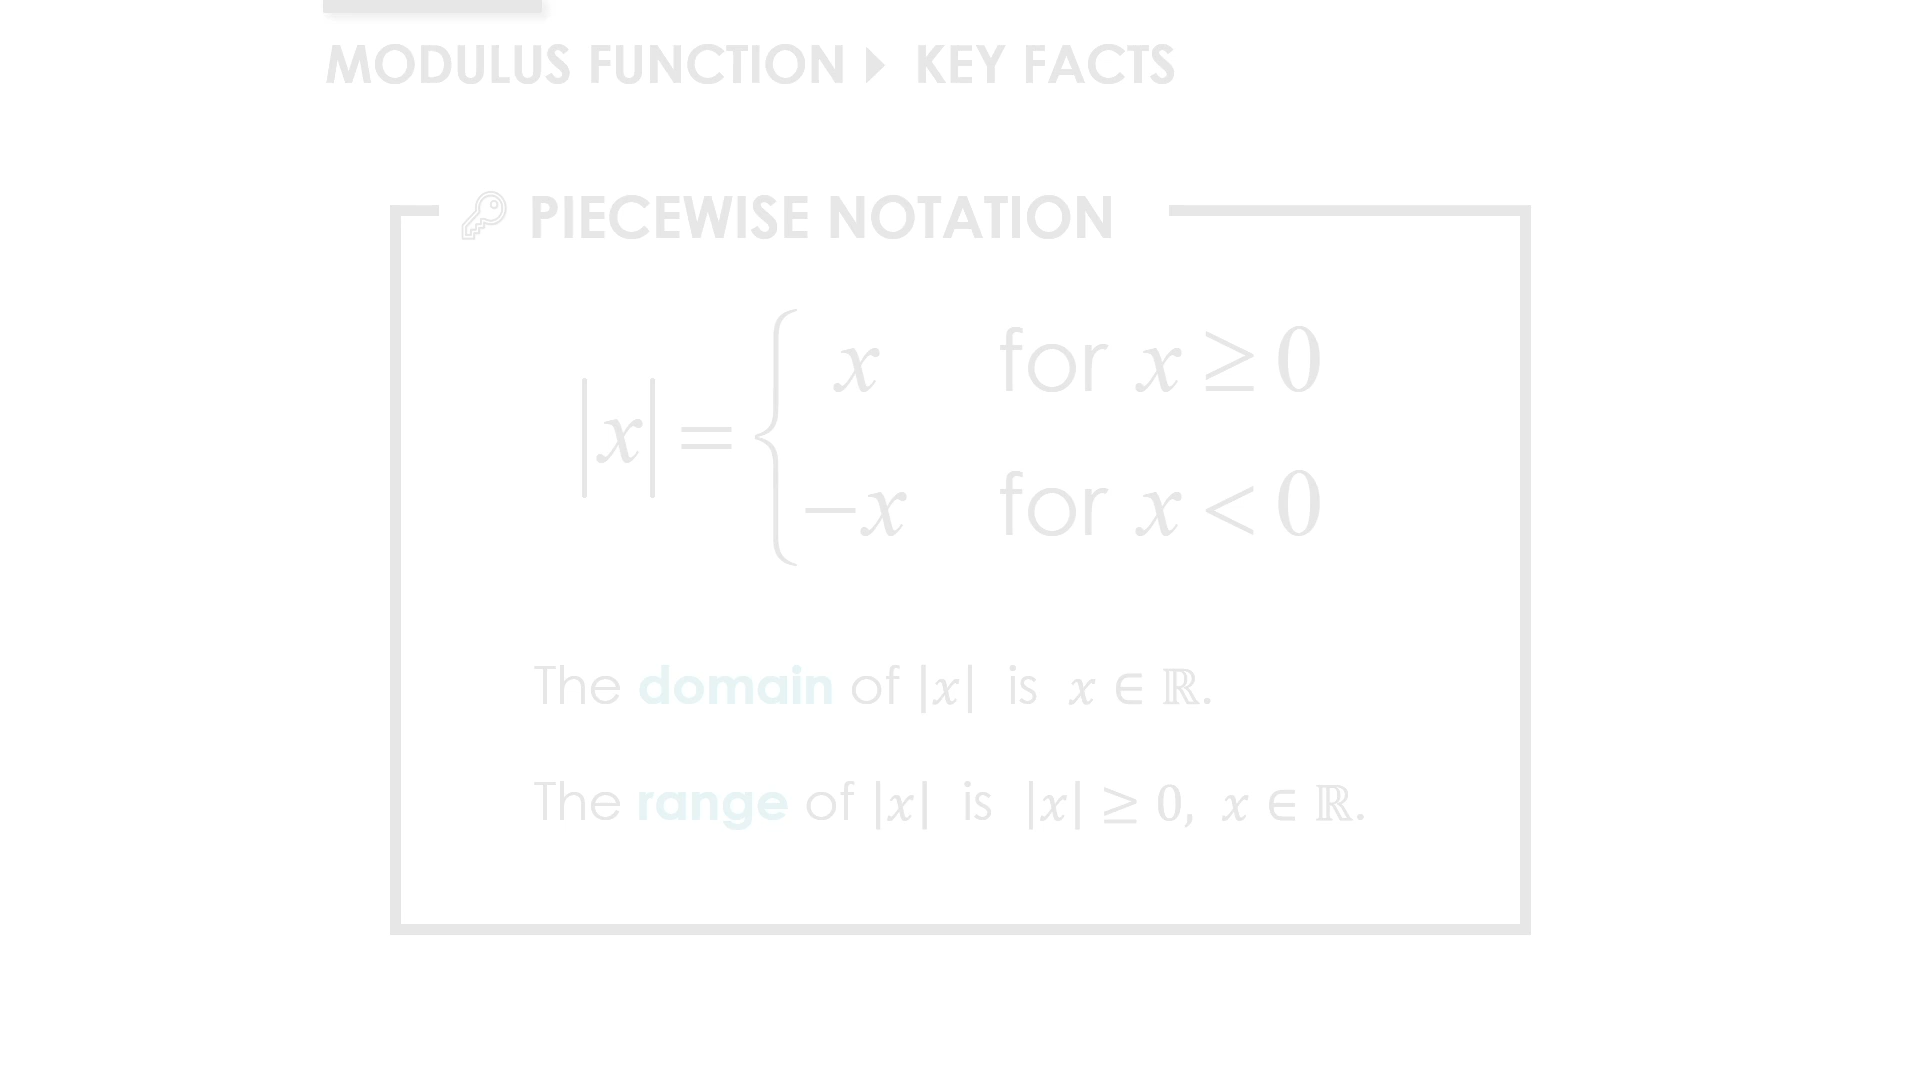 MODULUS FUNCTION ▶ KEY FACTS
PIECEWISE NOTATION
|x| = { x for x ≥ 0
−x for x < 0
The domain of |x| is x ∈ ℝ.
The range of |x| is |x| ≥ 0, x ∈ ℝ.